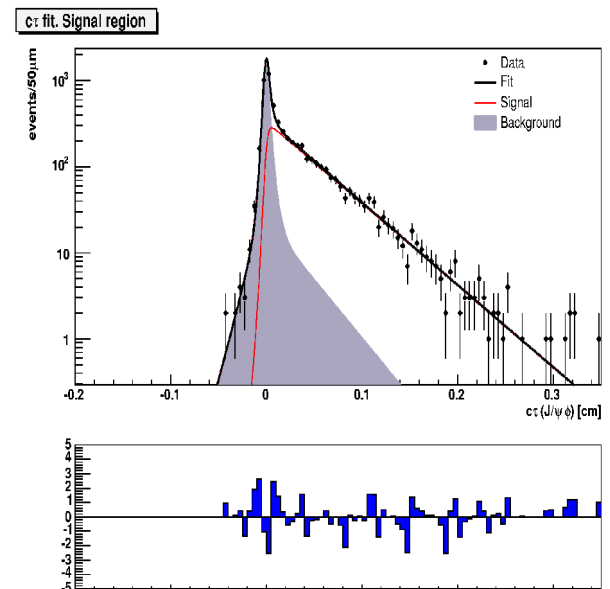 cτ fit. Signal region
events/50μm
10³
10²
10
1
Data
Fit
Signal
Background
-0.2 -0.1 0 0.1 0.2 0.3
cτ (J/ψ φ) [cm]
5
4
3
2
1
0
-1
-2
-3
-4
-5